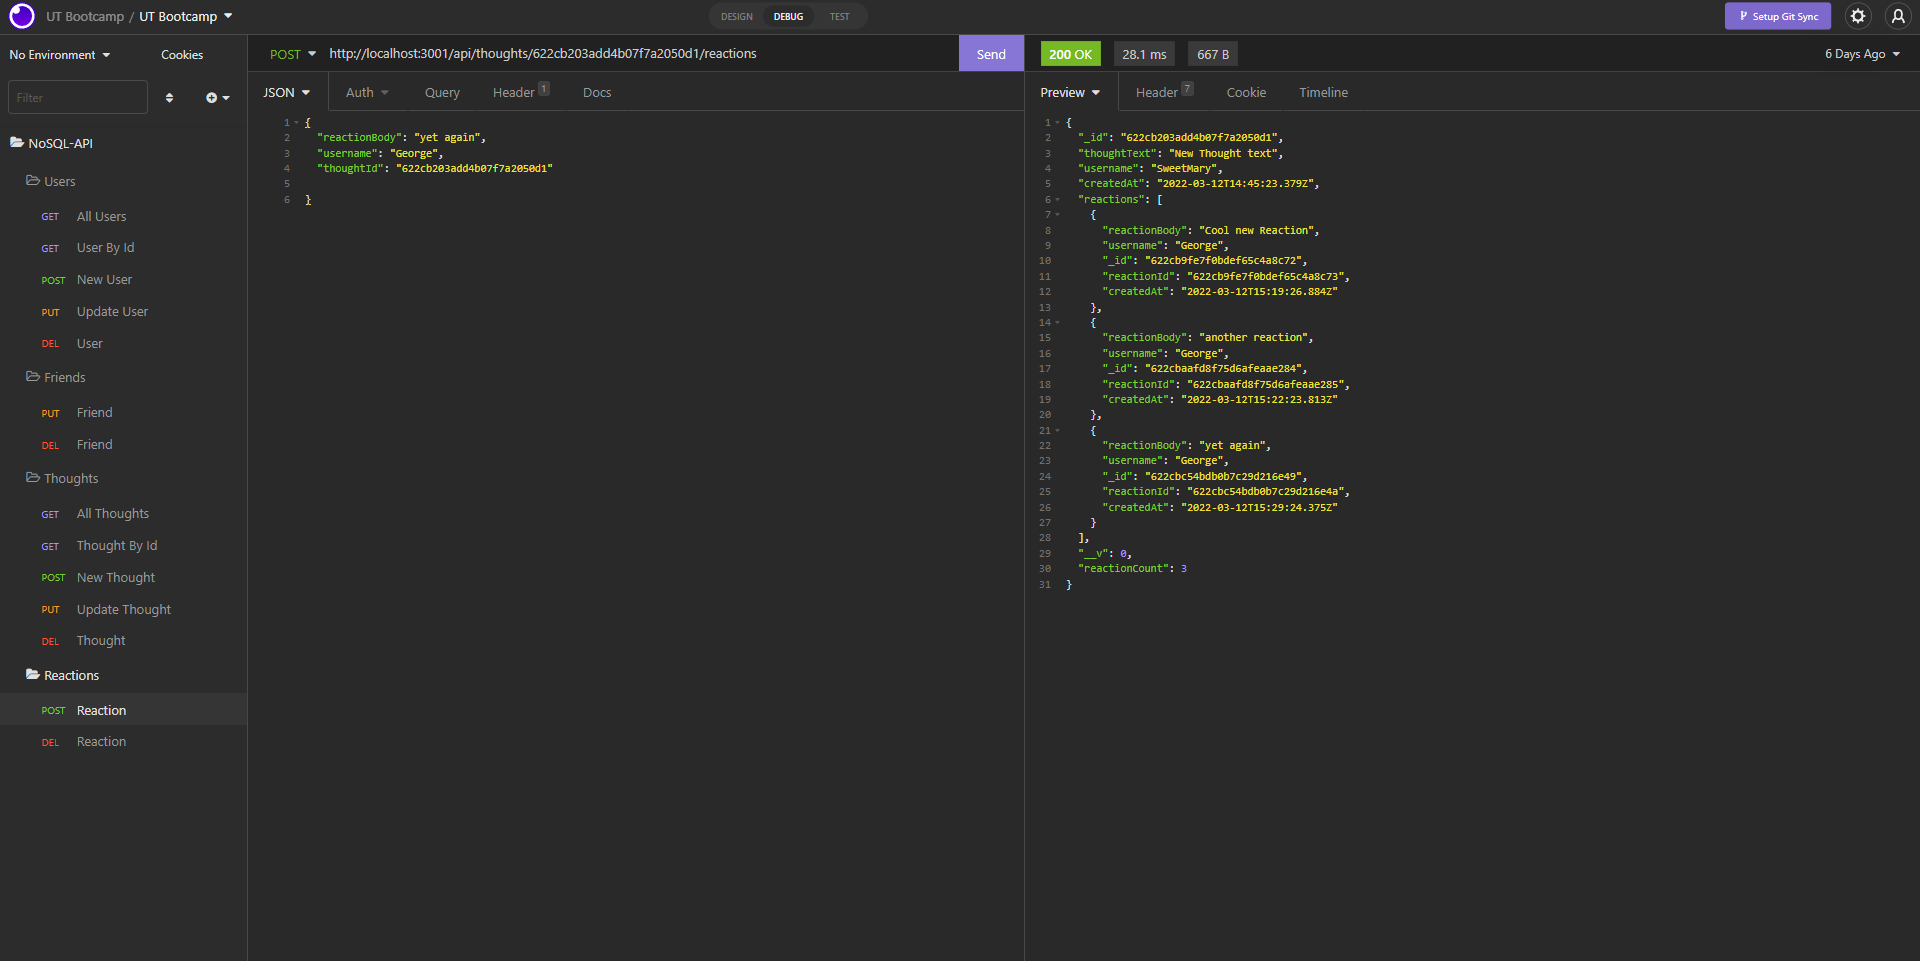 UT Bootcamp / UT Bootcamp
DESIGN DEBUG TEST
Setup Git Sync
No Environment Cookies
Filter
NoSQL-API
Users
GET All Users
GET User By Id
POST New User
PUT Update User
DEL User
Friends
PUT Friend
DEL Friend
Thoughts
GET All Thoughts
GET Thought By Id
POST New Thought
PUT Update Thought
DEL Thought
Reactions
POST Reaction
DEL Reaction
POST http://localhost:3001/api/thoughts/622cb203add4b07f7a2050d1/reactions Send
JSON Auth Query Header 1 Docs
1 {
2 "reactionBody": "yet again",
3 "username": "George",
4 "thoughtId": "622cb203add4b07f7a2050d1"
5
6 }
200 OK 28.1 ms 667 B 6 Days Ago
Preview Header 7 Cookie Timeline
1 {
2 "_id": "622cb203add4b07f7a2050d1",
3 "thoughtText": "New Thought text",
4 "username": "SweetMary",
5 "createdAt": "2022-03-12T14:45:23.379Z",
6 "reactions": [
7 {
8 "reactionBody": "Cool new Reaction",
9 "username": "George",
10 "_id": "622cb9fe7f0bdef65c4a8c72",
11 "reactionId": "622cb9fe7f0bdef65c4a8c73",
12 "createdAt": "2022-03-12T15:19:26.884Z"
13 },
14 {
15 "reactionBody": "another reaction",
16 "username": "George",
17 "_id": "622cbaafd8f75d6afeaae284",
18 "reactionId": "622cbaafd8f75d6afeaae285",
19 "createdAt": "2022-03-12T15:22:23.813Z"
20 },
21 {
22 "reactionBody": "yet again",
23 "username": "George",
24 "_id": "622cbc54bdb0b7c29d216e49",
25 "reactionId": "622cbc54bdb0b7c29d216e4a",
26 "createdAt": "2022-03-12T15:29:24.375Z"
27 }
28 ],
29 "__v": 0,
30 "reactionCount": 3
31 }